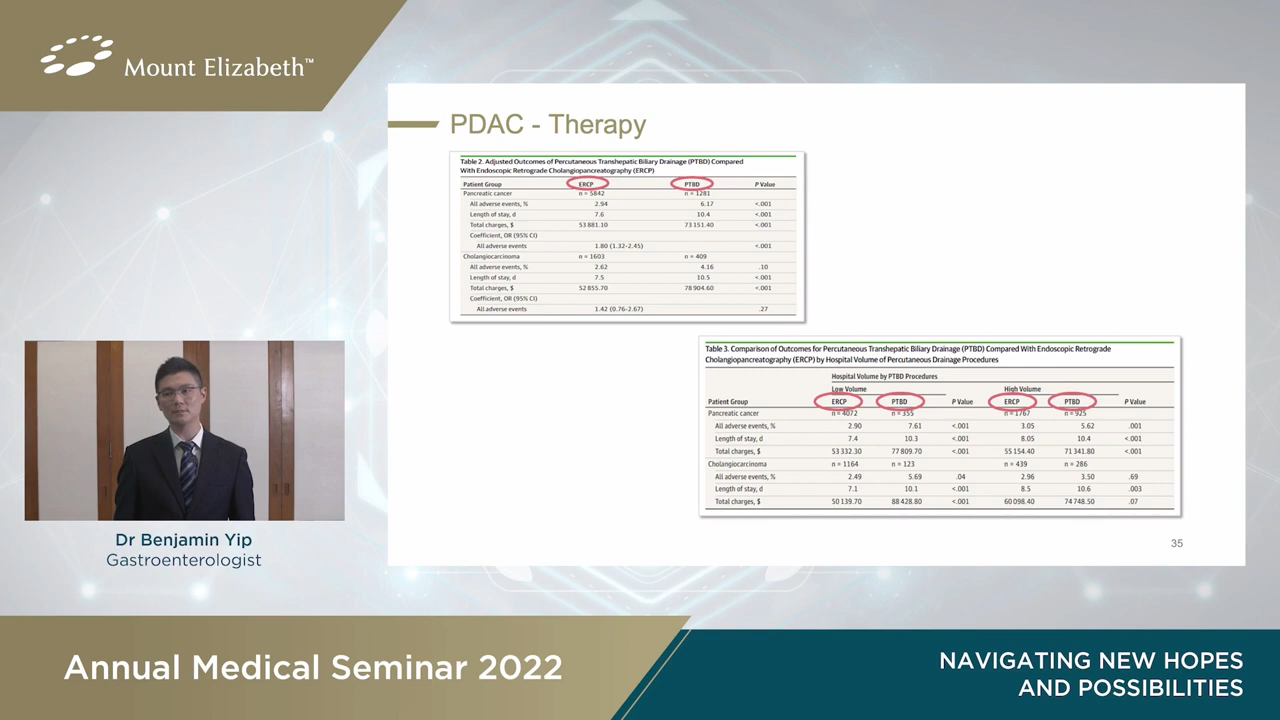 Mount Elizabeth™
PDAC - Therapy
Table 2. Adjusted Outcomes of Percutaneous Transhepatic Biliary Drainage (PTBD) Compared
With Endoscopic Retrograde Cholangiopancreatography (ERCP)
Patient Group ERCP PTBD P Value
Pancreatic cancer n = 5842 n = 1281
All adverse events, % 2.94 6.17 <.001
Length of stay, d 7.6 10.4 <.001
Total charges, $ 53 881.10 73 151.40 <.001
Coefficient, OR (95% CI)
All adverse events 1.80 (1.32-2.45) <.001
Cholangiocarcinoma n = 1603 n = 409
All adverse events, % 2.62 4.16 .10
Length of stay, d 7.5 10.5 <.001
Total charges, $ 52 855.70 78 904.60 <.001
Coefficient, OR (95% CI)
All adverse events 1.42 (0.76-2.67) .27
Table 3. Comparison of Outcomes for Percutaneous Transhepatic Biliary Drainage (PTBD) Compared With Endoscopic Retrograde
Cholangiopancreatography (ERCP) by Hospital Volume of Percutaneous Drainage Procedures
Hospital Volume by PTBD Procedures
Low Volume High Volume
Patient Group ERCP PTBD P Value ERCP PTBD P Value
Pancreatic cancer n = 4072 n = 355 n = 1767 n = 925
All adverse events, % 2.90 7.61 <.001 3.05 5.62 .001
Length of stay, d 7.4 10.3 <.001 8.05 10.4 <.001
Total charges, $ 53 332.30 77 809.70 <.001 55 154.40 71 341.80 <.001
Cholangiocarcinoma n = 1164 n = 123 n = 439 n = 286
All adverse events, % 2.49 5.69 .04 2.96 3.50 .69
Length of stay, d 7.1 10.1 <.001 8.5 10.6 .003
Total charges, $ 50 139.70 88 428.80 <.001 60 098.40 74 748.50 .07
35
Dr Benjamin Yip
Gastroenterologist
Annual Medical Seminar 2022
NAVIGATING NEW HOPES
AND POSSIBILITIES